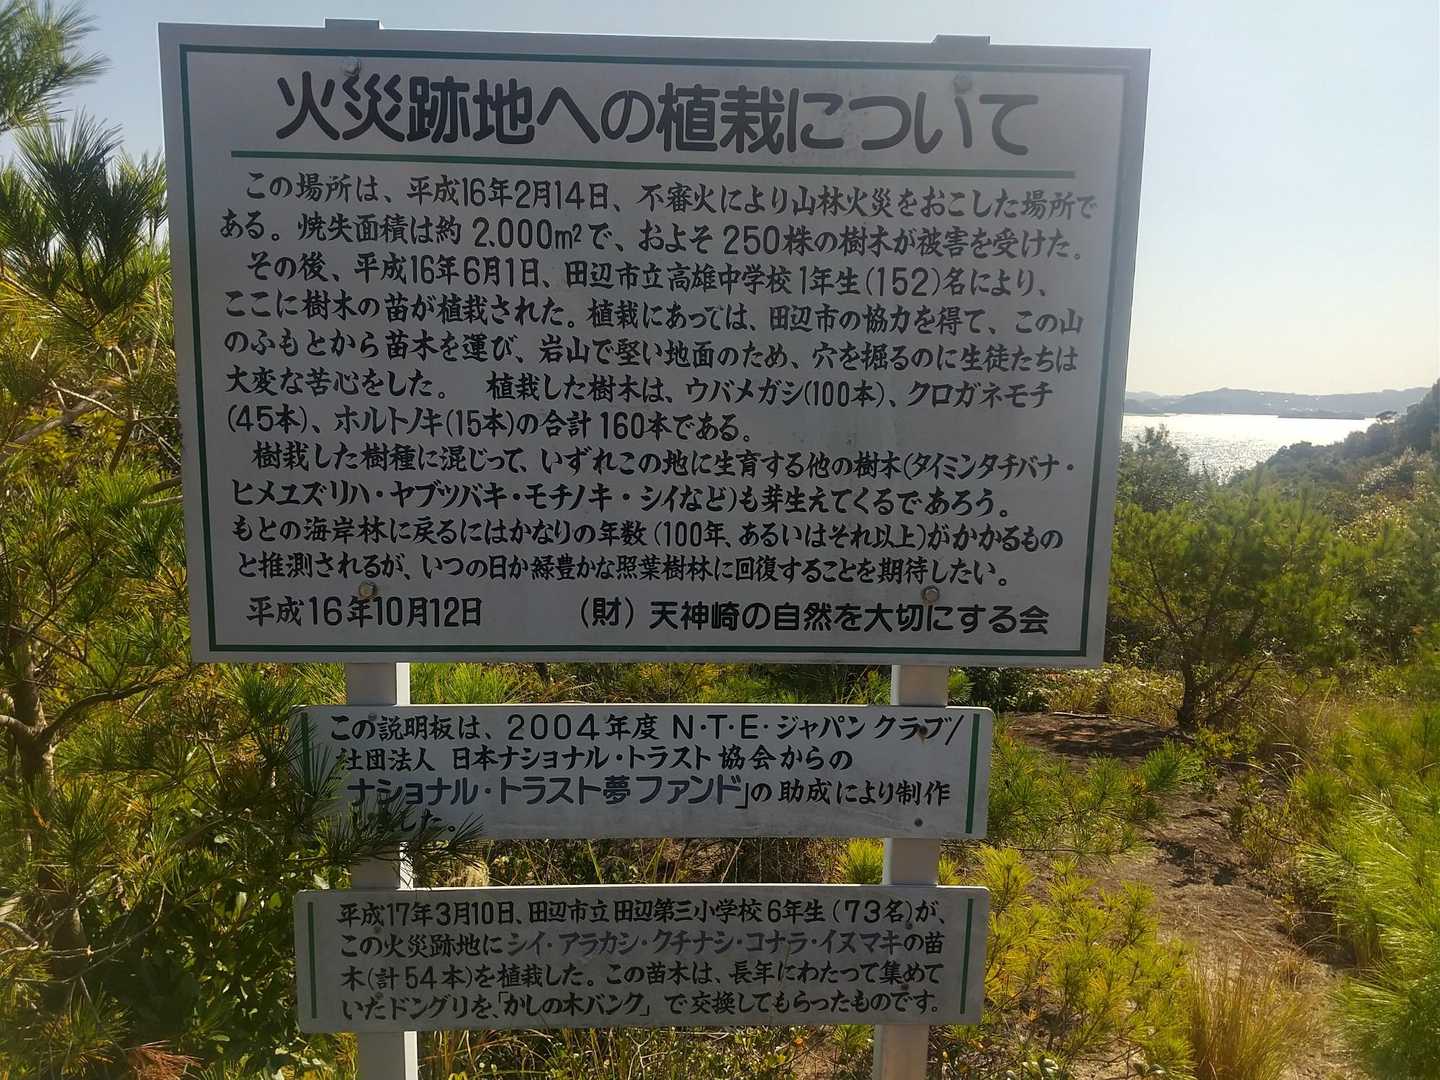 火災跡地への植栽について
この場所は、平成16年2月14日、不審火により山林火災をおこした場所で
ある。焼失面積は約 2.000m²で、およそ 250株の樹木が被害を受けた。
その後、平成16年6月1日、田辺市立高雄中学校1年生(152)名により、
ここに樹木の苗が植栽された。植栽にあっては、田辺市の協力を得て、この山
のふもとから苗木を運び、岩山で堅い地面のため、穴を掘るのに生徒たちは
大変な苦心をした。 植栽した樹木は、ウバメガシ(100本)、クロガネモチ
(45本)、ホルトノキ(15本)の合計160本である。
樹栽した樹種に混じって、いずれこの地に生育する他の樹木(タイミンタチバナ・
ヒメユズリハ・ヤブツバキ・モチノキ・シイなど)も芽生えてくるであろう。
もとの海岸林に戻るにはかなりの年数(100年、あるいはそれ以上)がかかるもの
と推測されるが、いつの日か緑豊かな照葉樹林に回復することを期待したい。
平成16年10月12日 (財)天神崎の自然を大切にする会
この説明板は、2004年度 N・T・E・ジャパンクラブ/
社団法人 日本ナショナル・トラスト協会からの
ナショナル・トラスト夢ファンド」の助成により制作
しました。
平成17年3月10日、田辺市立田辺第三小学校6年生(73名)が、
この火災跡地にシイ・アラカシ・クチナシ・コナラ・イヌマキの苗
木(計54本)を植栽した。この苗木は、長年にわたって集めて
いたドングリを、「かしの木バンク」で交換してもらったものです。